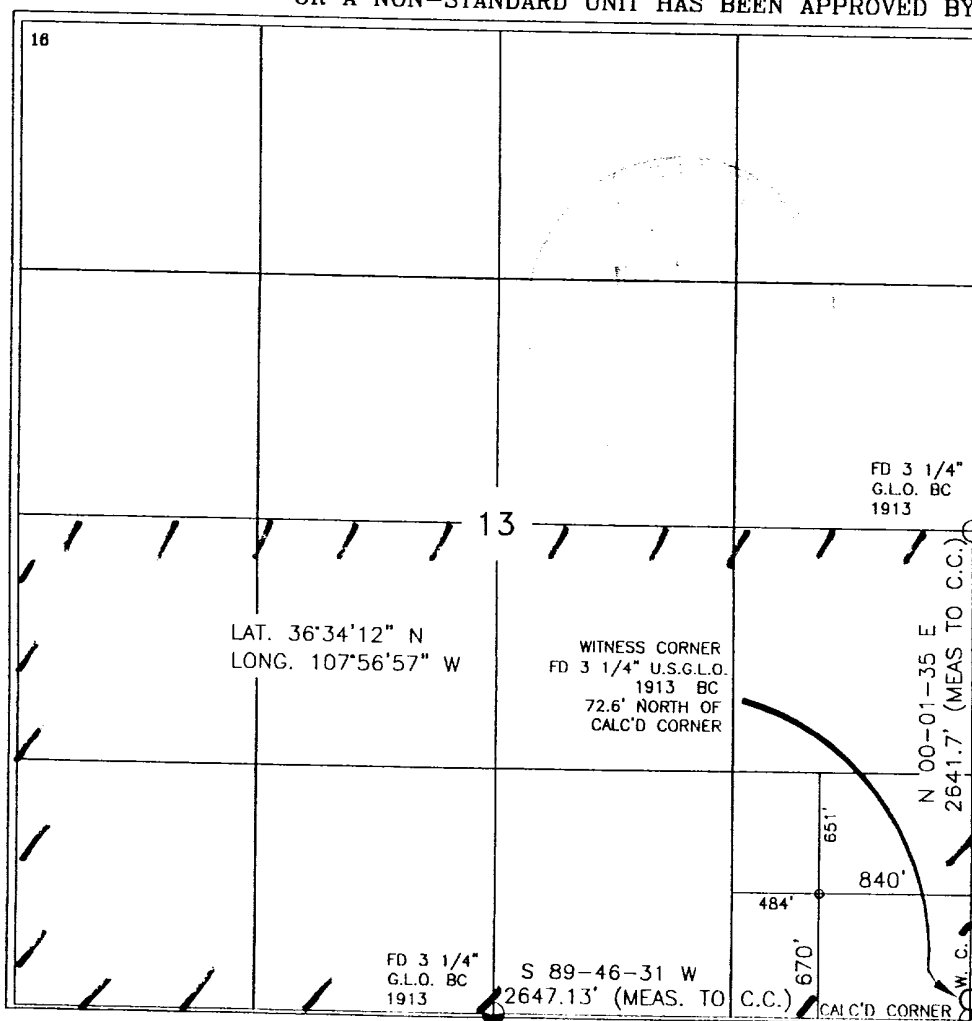 OR A NON-STANDARD UNIT HAS BEEN APPROVED BY
16
FD 3 1/4"
G.L.O. BC
1913
13
LAT. 36°34'12" N
LONG. 107°56'57" W
WITNESS CORNER
FD 3 1/4" U.S.G.L.O.
1913 BC
72.6' NORTH OF
CALC'D CORNER
N 00-01-35 E
2641.7' (MEAS TO C.C.)
651'
840'
484'
670'
W. C.
FD 3 1/4"
G.L.O. BC
1913
S 89-46-31 W
2647.13' (MEAS. TO C.C.)
CALC'D CORNER